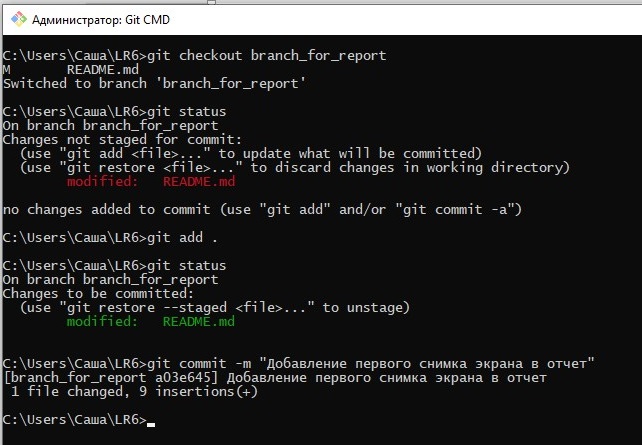 Администратор: Git CMD
C:\Users\Саша\LR6>git checkout branch_for_report
M       README.md
Switched to branch 'branch_for_report'
C:\Users\Саша\LR6>git status
On branch branch_for_report
Changes not staged for commit:
  (use "git add <file>..." to update what will be committed)
  (use "git restore <file>..." to discard changes in working directory)
        modified:   README.md
no changes added to commit (use "git add" and/or "git commit -a")
C:\Users\Саша\LR6>git add .
C:\Users\Саша\LR6>git status
On branch branch_for_report
Changes to be committed:
  (use "git restore --staged <file>..." to unstage)
        modified:   README.md
C:\Users\Саша\LR6>git commit -m "Добавление первого снимка экрана в отчет"
[branch_for_report a03e645] Добавление первого снимка экрана в отчет
 1 file changed, 9 insertions(+)
C:\Users\Саша\LR6>